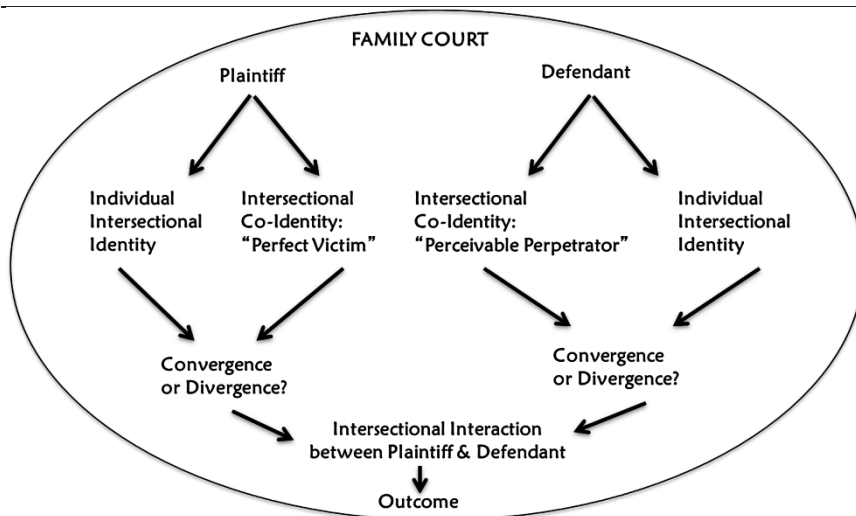 FAMILY COURT
Plaintiff
Defendant
Individual
Intersectional
Identity
Intersectional
Co-Identity:
“Perfect Victim”
Intersectional
Co-Identity:
“Perceivable Perpetrator”
Individual
Intersectional
Identity
Convergence
or Divergence?
Convergence
or Divergence?
Intersectional Interaction
between Plaintiff & Defendant
Outcome